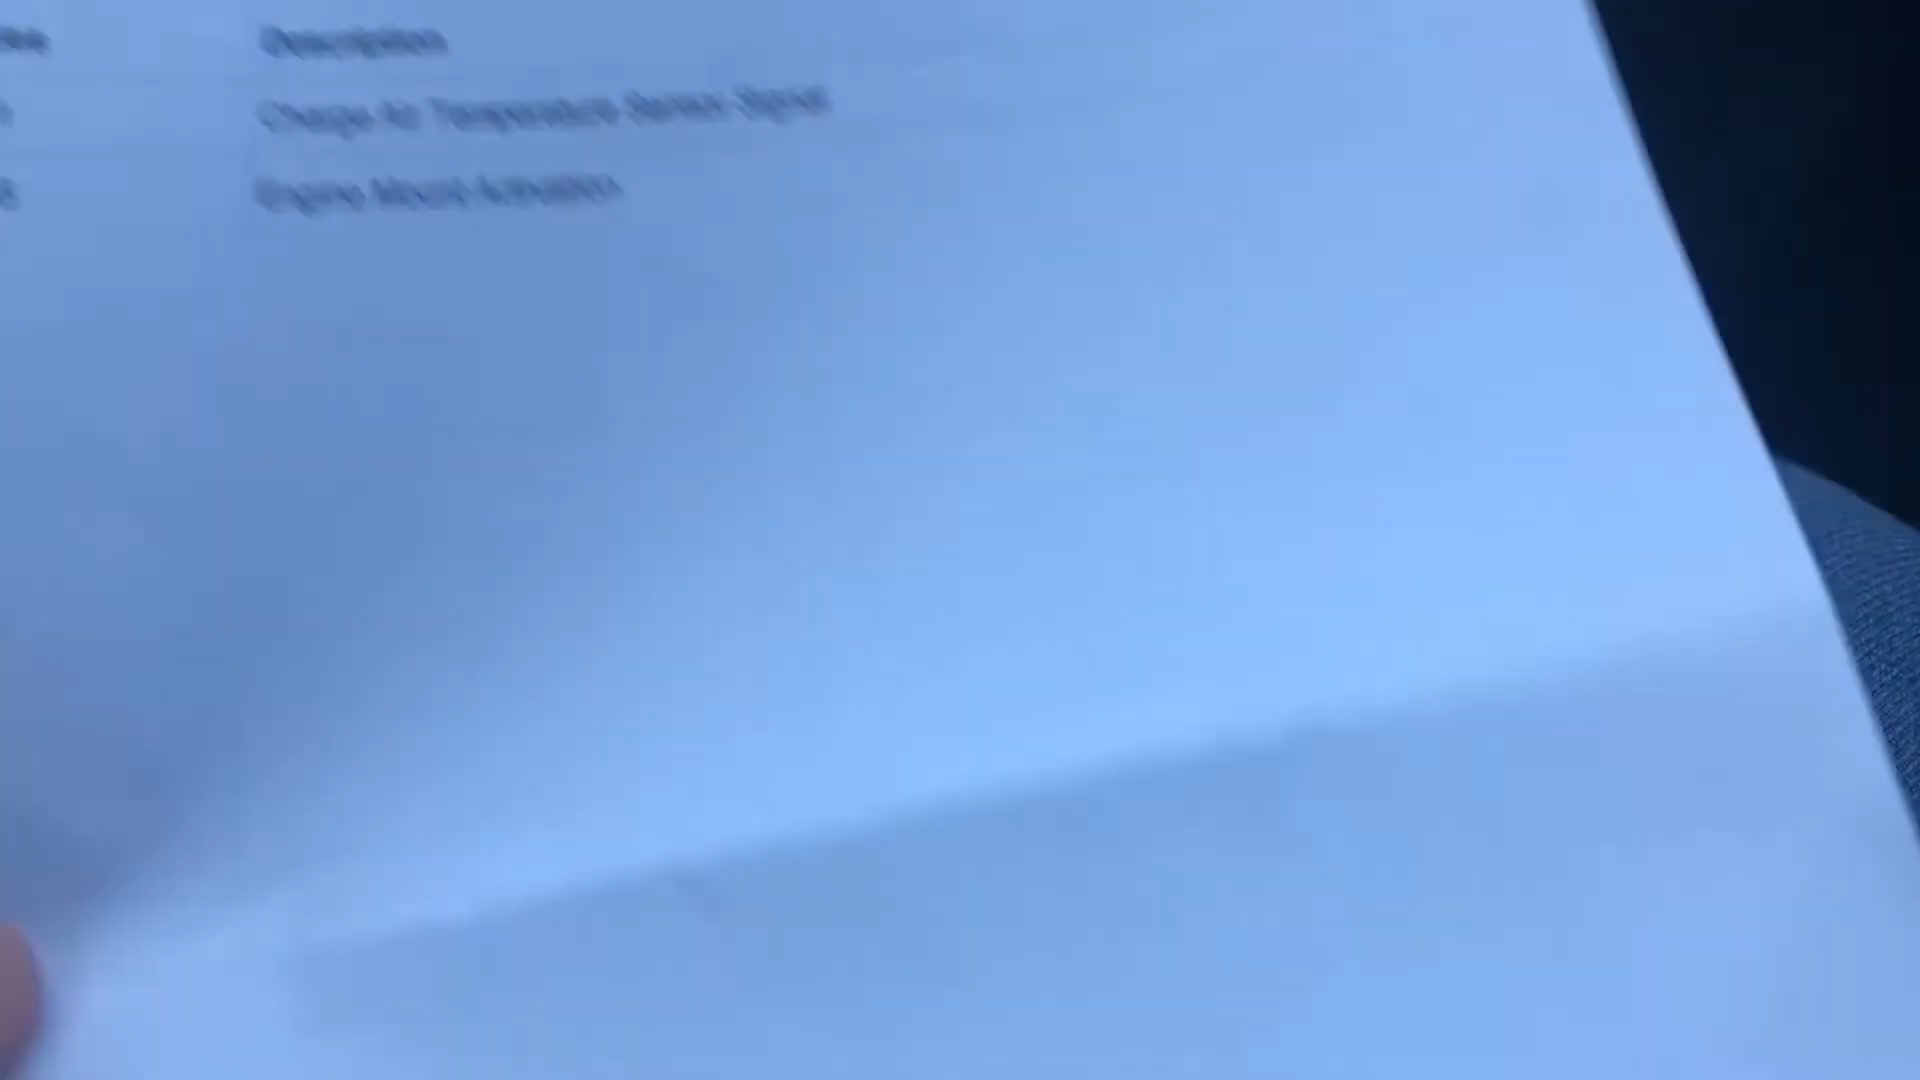 Description
Charge Air Temperature Sensor Signal
Engine Mount Activation